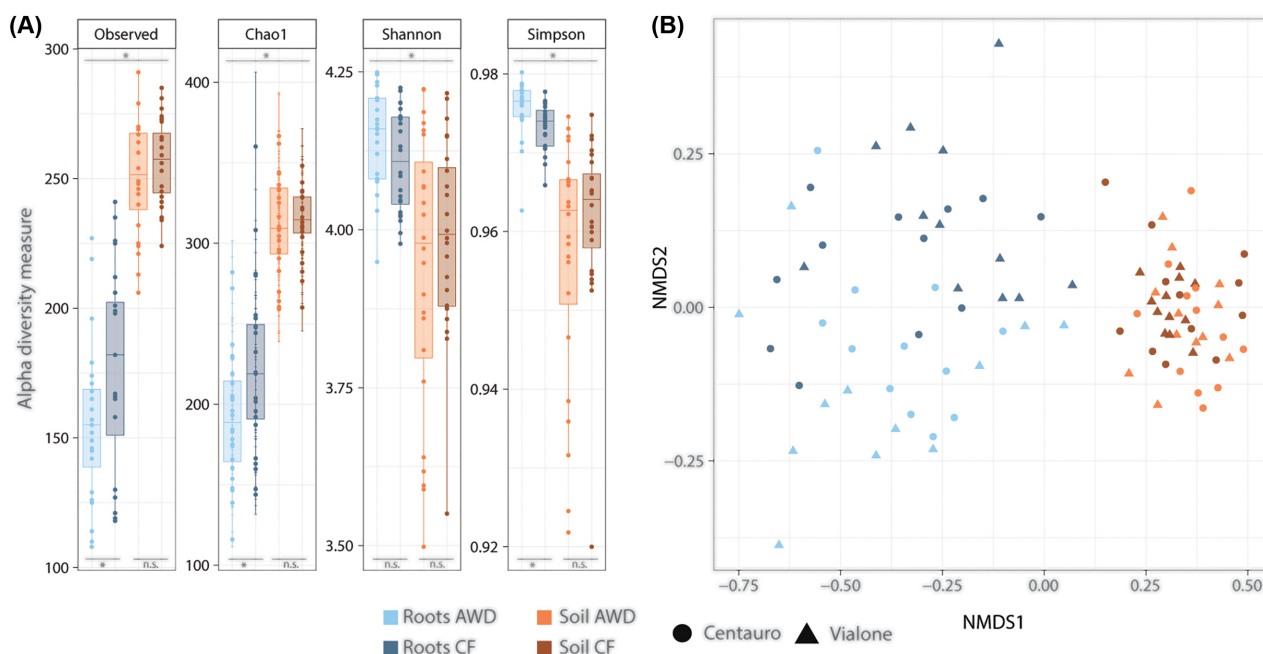 (A)
(B)
Observed
Chao1
Shannon
Simpson
Alpha diversity measure
300
250
200
150
100
*
*
n.s.
400
300
200
100
*
*
n.s.
4.25
4.00
3.75
3.50
*
n.s.
n.s.
0.98
0.96
0.94
0.92
*
*
n.s.
NMDS2
0.25
0.00
−0.25
−0.75
−0.50
−0.25
0.00
0.25
0.50
NMDS1
Roots AWD
Soil AWD
Roots CF
Soil CF
Centauro
Vialone